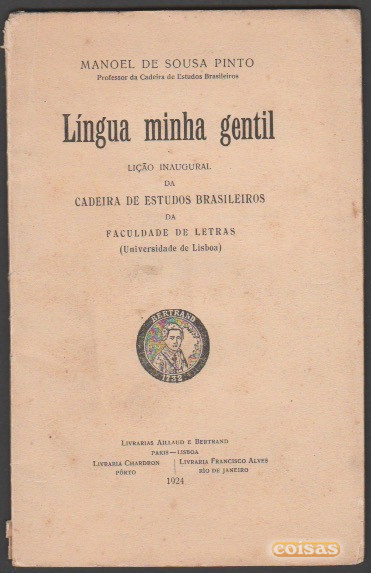 MANOEL DE SOUSA PINTO
Professor da Cadeira de Estudos Brasileiros
Língua minha gentil
LIÇÃO INAUGURAL
DA
CADEIRA DE ESTUDOS BRASILEIROS
DA
FACULDADE DE LETRAS
(Universidade de Lisboa)
BERTRAND
1732
LIVRARIAS AILLAUD E BERTRAND
PARIS—LISBOA
LIVRARIA CHARDRON
PÔRTO
LIVRARIA FRANCISCO ALVES
RIO DE JANEIRO
1924
coisas